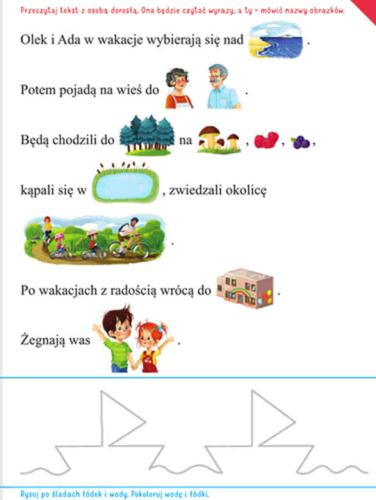 Przeczytaj tekst z osobą dorosłą. Ona będzie czytać wyrazy, a ty – mówić nazwy obrazków.
Olek i Ada w wakacje wybierają się nad .
Potem pojadą na wieś do .
Będą chodzili do na , , ,
kąpali się w , zwiedzali okolicę
.
Po wakacjach z radością wrócą do .
Żegnają was .
Rysuj po śladach łódek i wody. Pokoloruj wodę i łódki.